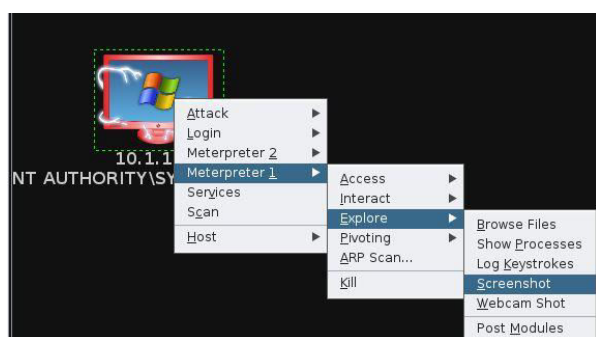 10.1.1
NT AUTHORITY\SY
Attack
Login
Meterpreter 2
Meterpreter 1
Services
Scan
Host
Access
Interact
Explore
Pivoting
ARP Scan...
Kill
Browse Files
Show Processes
Log Keystrokes
Screenshot
Webcam Shot
Post Modules